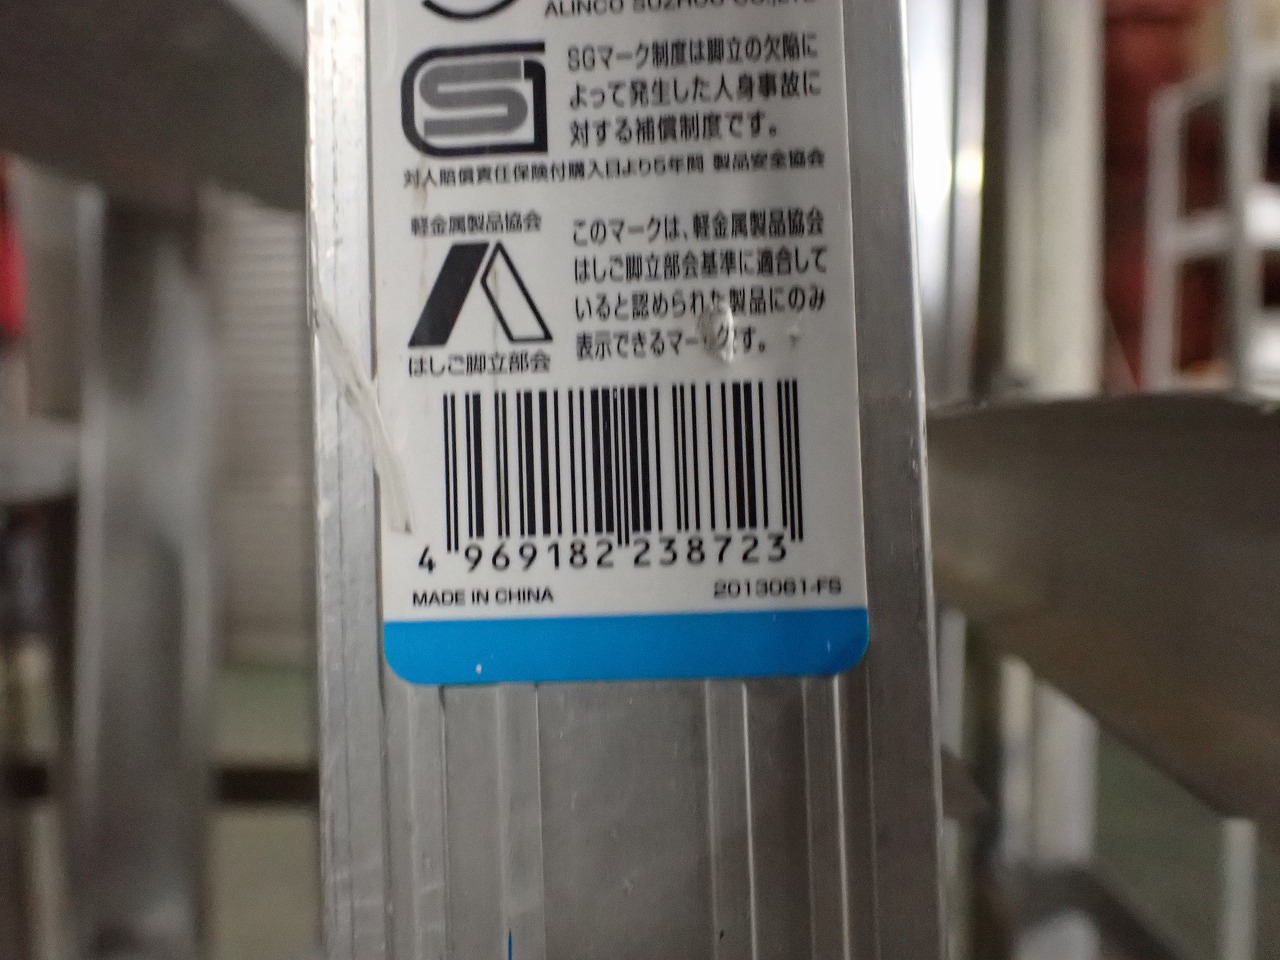 ALINCO SUZHOU CO.,LTD
SGマーク制度は脚立の欠陥に
よって発生した人身事故に
対する補償制度です。
対人賠償責任保険付購入日より5年間 製品安全協会
軽金属製品協会
はしご脚立部会
このマークは、軽金属製品協会
はしご脚立部会基準に適合して
いると認められた製品にのみ
表示できるマークです。
4 969182 238723
MADE IN CHINA
2013061-FS